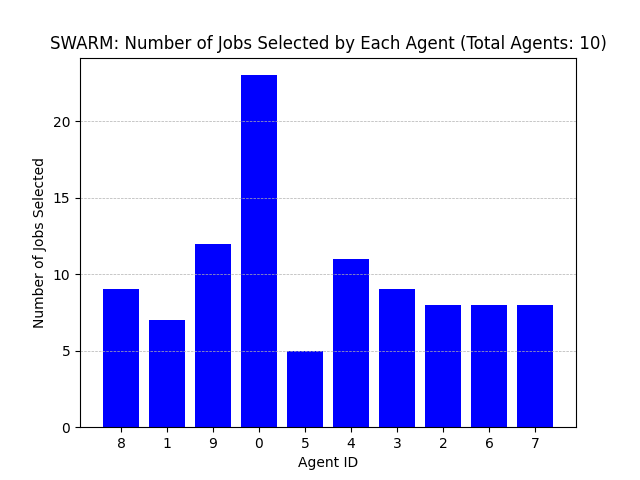 SWARM: Number of Jobs Selected by Each Agent (Total Agents: 10)
Number of Jobs Selected
20
15
10
5
0
8 1 9 0 5 4 3 2 6 7
Agent ID